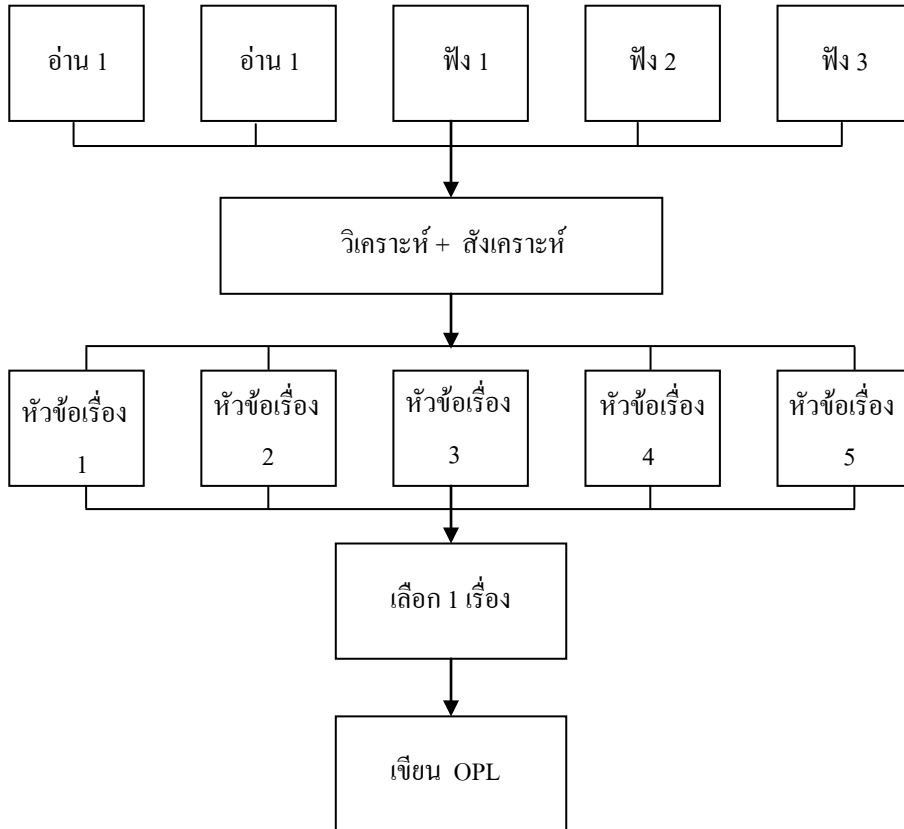 อ่าน 1
อ่าน 1
ฟัง 1
ฟัง 2
ฟัง 3
วิเคราะห์ + สังเคราะห์
หัวข้อเรื่อง
1
หัวข้อเรื่อง
2
หัวข้อเรื่อง
3
หัวข้อเรื่อง
4
หัวข้อเรื่อง
5
เลือก 1 เรื่อง
เขียน OPL